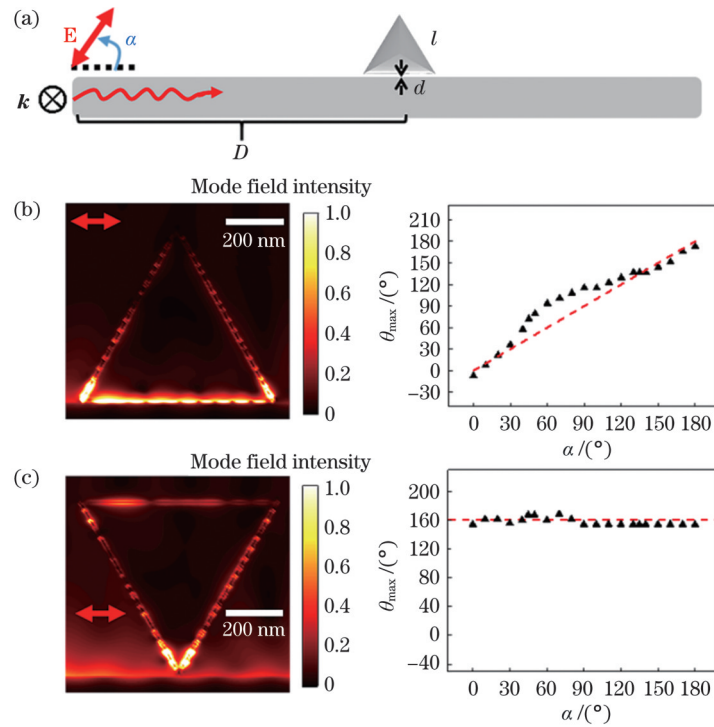 (a)
E
α
l
k
d
D
Mode field intensity
(b)
200 nm
1.0
0.8
0.6
0.4
0.2
0
θmax /(°)
210
180
150
120
90
60
30
0
−30
0 30 60 90 120 150 180
α /(°)
Mode field intensity
(c)
200 nm
1.0
0.8
0.6
0.4
0.2
0
θmax /(°)
200
160
120
80
40
0
−40
0 30 60 90 120 150 180
α /(°)